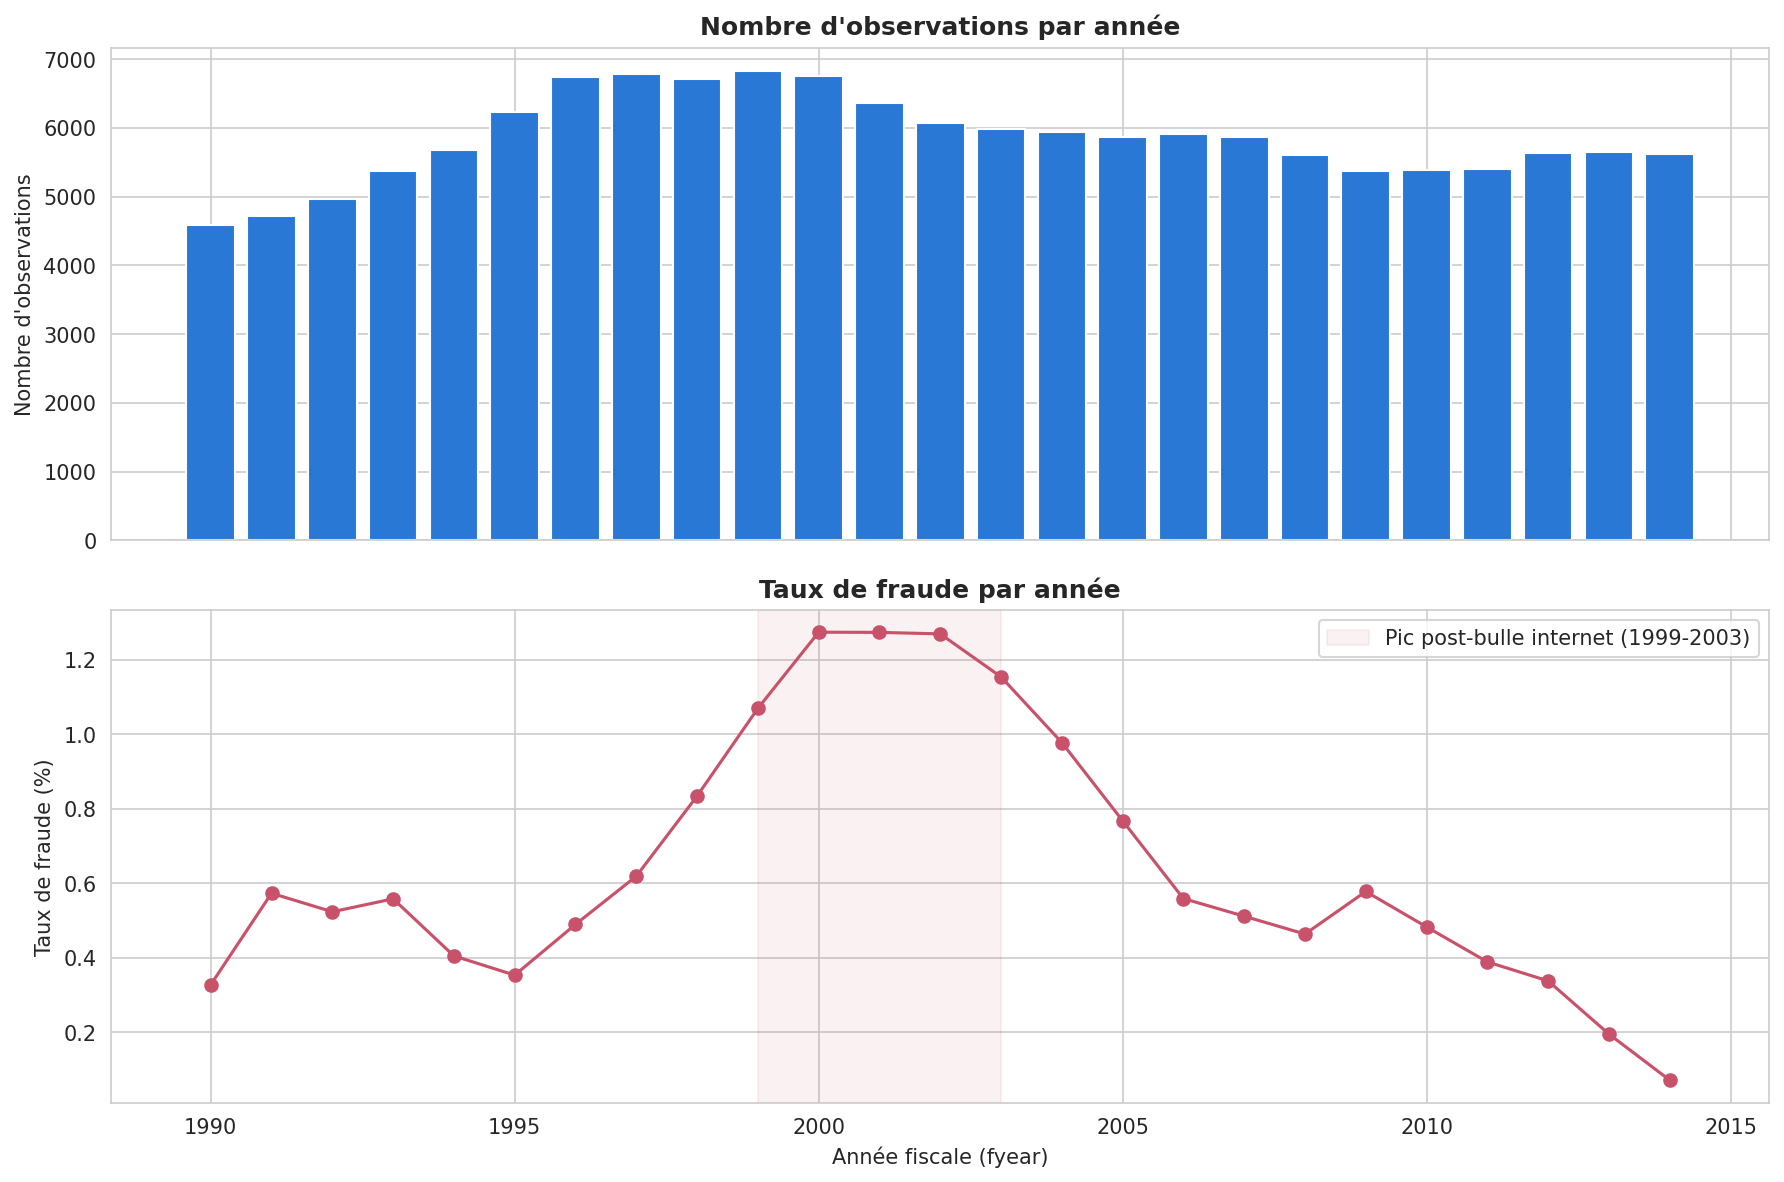 Nombre d'observations par année
7000
6000
5000
4000
3000
2000
1000
0
Nombre d'observations
Taux de fraude par année
Pic post-bulle internet (1999-2003)
1.2
1.0
0.8
0.6
0.4
0.2
Taux de fraude (%)
1990 1995 2000 2005 2010 2015
Année fiscale (fyear)